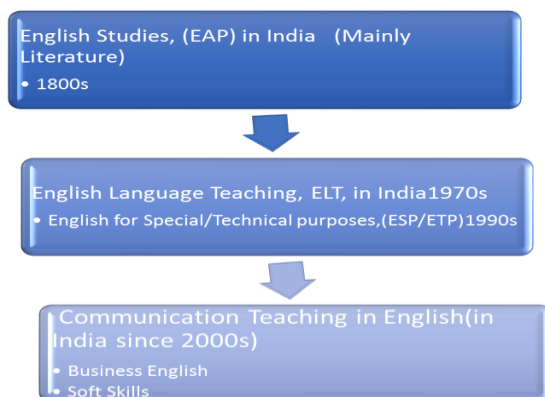 English Studies, (EAP) in India (Mainly
Literature)
• 1800s
English Language Teaching, ELT, in India1970s
• English for Special/Technical purposes,(ESP/ETP)1990s
Communication Teaching in English(in
India since 2000s)
• Business English
• Soft Skills